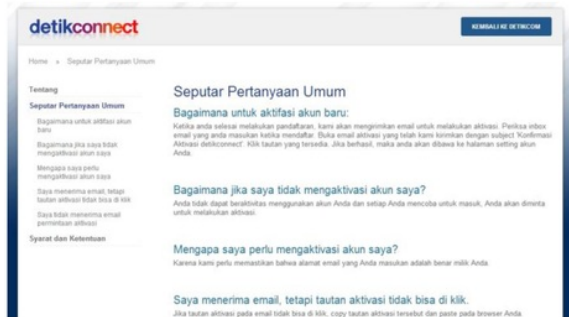 detikconnect
KEMBALI KE DETIKCOM
Home » Seputar Pertanyaan Umum
Tentang
Seputar Pertanyaan Umum
Bagaimana untuk aktifasi akun
baru
Bagaimana jika saya tidak
mengaktivasi akun saya
Mengapa saya perlu
mengaktivasi akun saya
Saya menerima email, tetapi
tautan aktivasi tidak bisa di klik
Saya tidak menerima email
permintaan aktivasi
Syarat dan Ketentuan
Seputar Pertanyaan Umum
Bagaimana untuk aktifasi akun baru:
Ketika anda selesai melakukan pandaftaran, kami akan mengirimkan email untuk melakukan aktivasi. Periksa inbox
email yang anda masukan ketika mendaftar. Buka email aktivasi yang telah kami kirimkan dengan subject 'Konfirmasi
Aktivasi detikconnect'. Klik tautan yang tersedia. Jika berhasil, maka anda akan dibawa ke halaman setting akun
Anda.
Bagaimana jika saya tidak mengaktivasi akun saya?
Anda tidak dapat beraktivitas menggunakan akun Anda dan setiap Anda mencoba untuk masuk, Anda akan diminta
untuk melakukan aktivasi.
Mengapa saya perlu mengaktivasi akun saya?
Karena kami perlu memastikan bahwa alamat email yang Anda masukan adalah benar milik Anda.
Saya menerima email, tetapi tautan aktivasi tidak bisa di klik.
Jika tautan aktivasi pada email tidak bisa di klik, copy tautan aktivasi tersebut dan paste pada browser Anda.